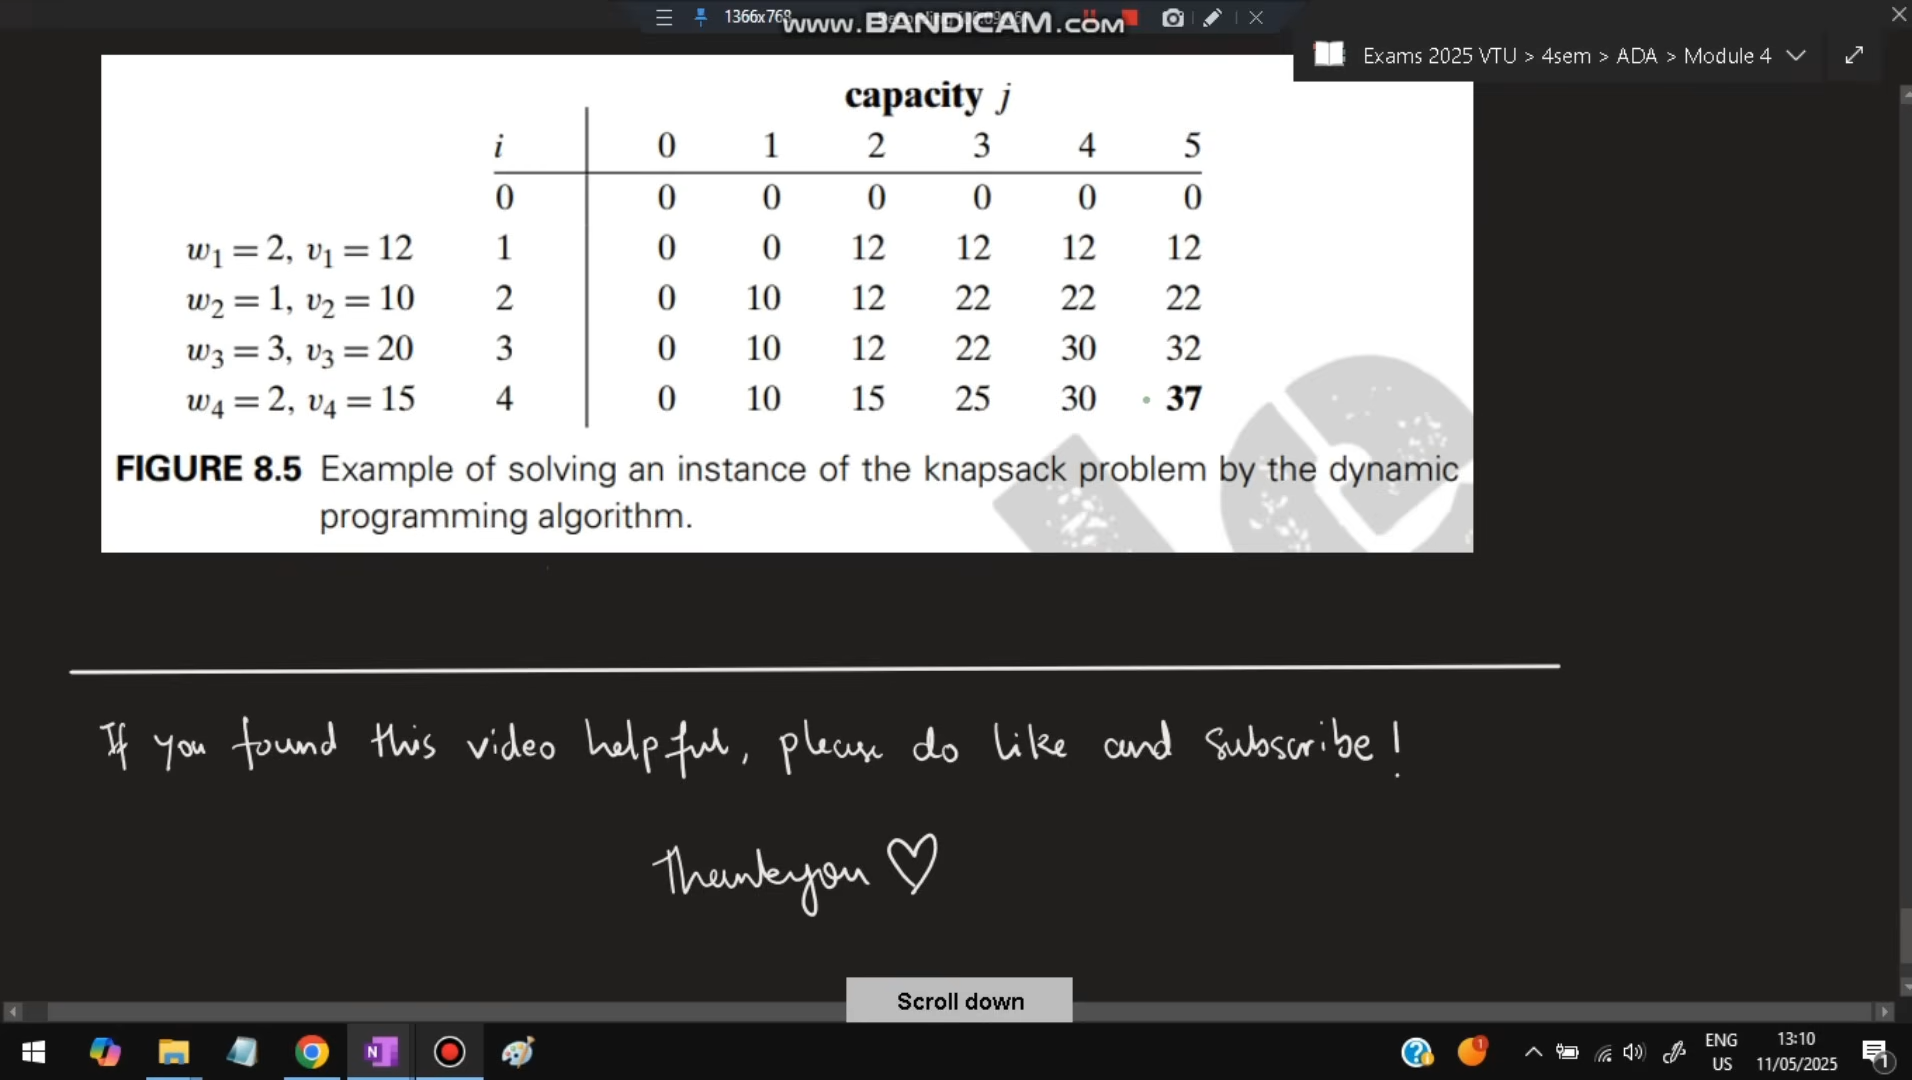 1366x768
www.BANDICAM.com
Exams 2025 VTU > 4sem > ADA > Module 4
capacity j
i 0 1 2 3 4 5
0 0 0 0 0 0 0
w₁ = 2, v₁ = 12 1 0 0 12 12 12 12
w₂ = 1, v₂ = 10 2 0 10 12 22 22 22
w₃ = 3, v₃ = 20 3 0 10 12 22 30 32
w₄ = 2, v₄ = 15 4 0 10 15 25 30 37
FIGURE 8.5 Example of solving an instance of the knapsack problem by the dynamic
programming algorithm.
If you found this video helpful, please do like and subscribe!
Thankyou ♡
Scroll down
ENG
US
13:10
11/05/2025